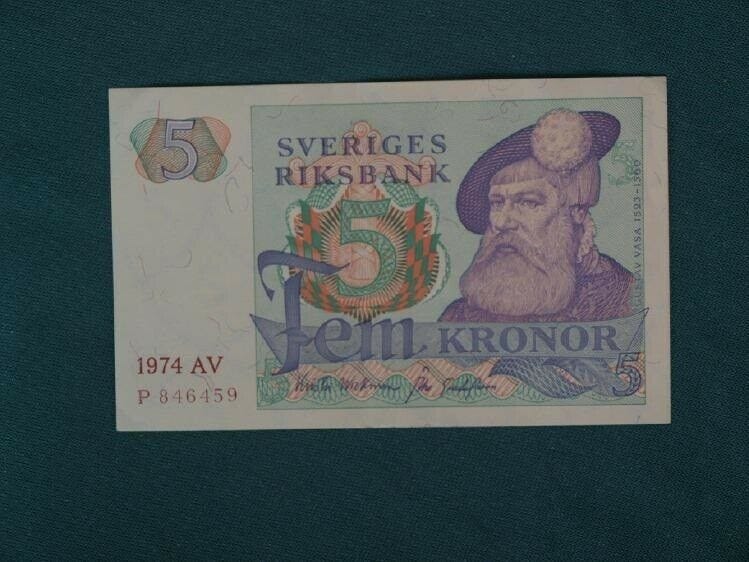 5
SVERIGES
RIKSBANK
5
GUSTAV VASA 1523-1560
Fem KRONOR
1974 AV
P 846459
5